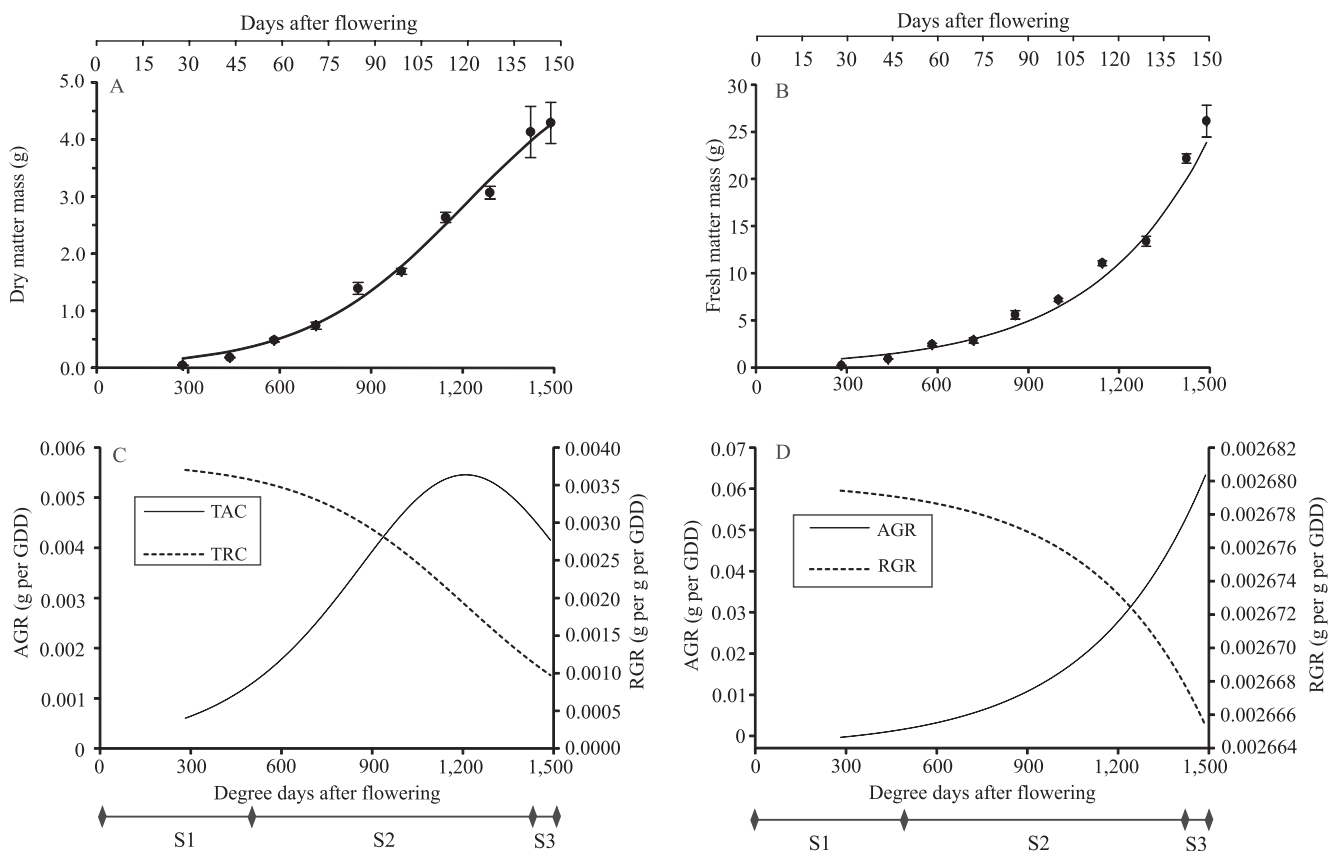 Days after flowering
0 15 30 45 60 75 90 105 120 135 150
A
Dry matter mass (g)
5.0
4.0
3.0
2.0
1.0
0.0
0 300 600 900 1,200 1,500
Days after flowering
0 15 30 45 60 75 90 105 120 135 150
B
Fresh matter mass (g)
30
25
20
15
10
5
0
0 300 600 900 1,200 1,500
C
AGR (g per GDD)
0.006
0.005
0.004
0.003
0.002
0.001
0
TAC
TRC
0.0040
0.0035
0.0030
0.0025
0.0020
0.0015
0.0010
0.0005
0.0000
RGR (g per g per GDD)
0 300 600 900 1,200 1,500
Degree days after flowering
S1 S2 S3
D
AGR (g per GDD)
0.07
0.06
0.05
0.04
0.03
0.02
0.01
0
AGR
RGR
0.002682
0.002680
0.002678
0.002676
0.002674
0.002672
0.002670
0.002668
0.002666
0.002664
RGR (g per g per GDD)
0 300 600 900 1,200 1,500
Degree days after flowering
S1 S2 S3